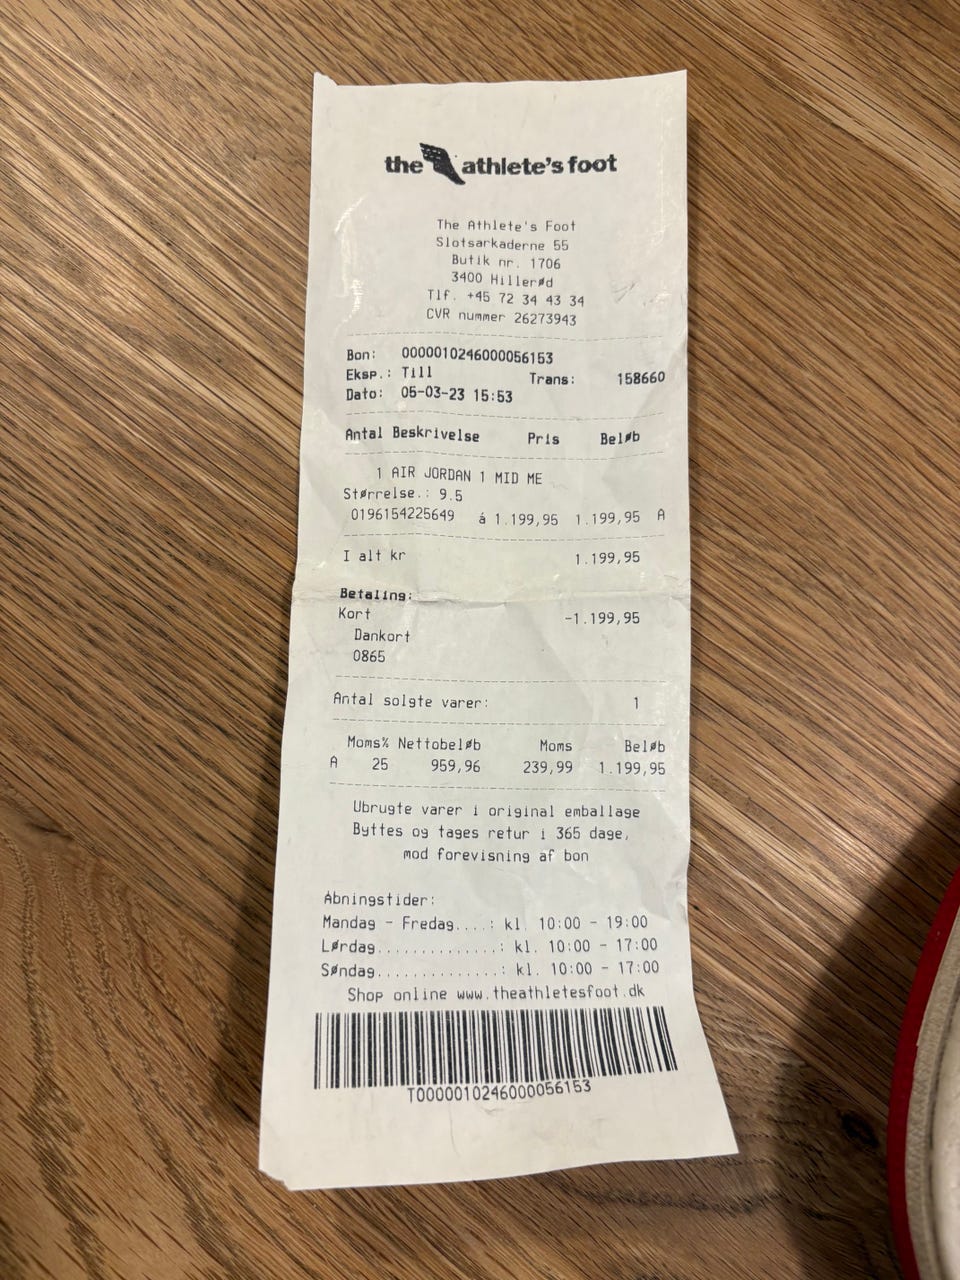 the athlete's foot
The Athlete's Foot
Slotsarkaderne 55
Butik nr. 1706
3400 Hillerød
Tlf. +45 72 34 43 34
CVR nummer 26273943
Bon: 0000010246000056153
Eksp.: Till Trans: 158660
Dato: 05-03-23 15:53
Antal Beskrivelse Pris Beløb
1 AIR JORDAN 1 MID ME
Størrelse.: 9.5
0196154225649 á 1.199,95 1.199,95 A
I alt kr 1.199,95
Betaling:
Kort -1.199,95
Dankort
0865
Antal solgte varer: 1
Moms% Nettobeløb Moms Beløb
A 25 959,96 239,99 1.199,95
Ubrugte varer i original emballage
Byttes og tages retur i 365 dage,
mod forevisning af bon
Åbningstider:
Mandag - Fredag....: kl. 10:00 - 19:00
Lørdag.............: kl. 10:00 - 17:00
Søndag.............: kl. 10:00 - 17:00
Shop online www.theathletesfoot.dk
T0000010246000056153